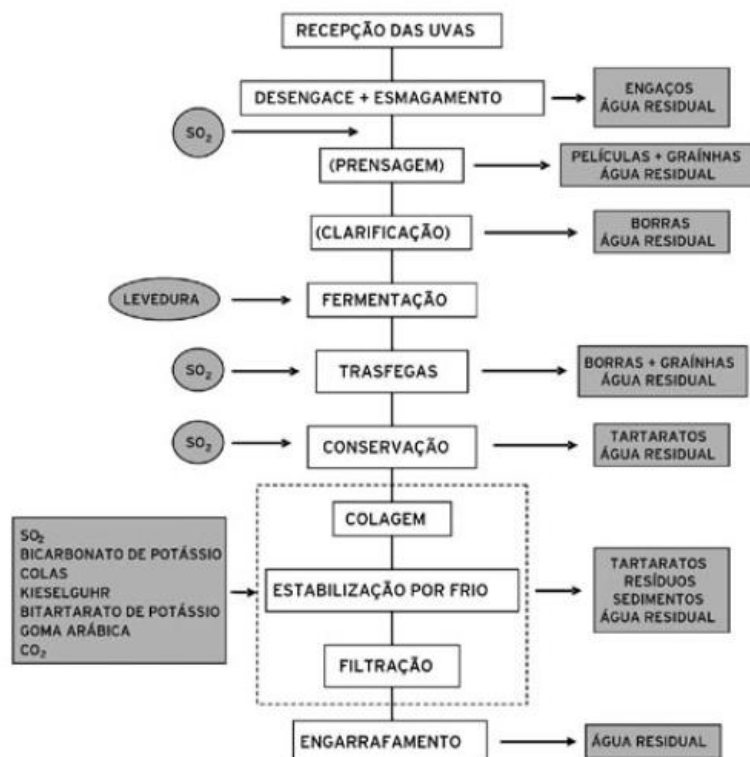 RECEPÇÃO DAS UVAS
DESENGACE + ESMAGAMENTO
ENGAÇOS
ÁGUA RESIDUAL
SO₂
(PRENSAGEM)
PELÍCULAS + GRAÍNHAS
ÁGUA RESIDUAL
(CLARIFICAÇÃO)
BORRAS
ÁGUA RESIDUAL
LEVEDURA
FERMENTAÇÃO
SO₂
TRASFEGAS
BORRAS + GRAÍNHAS
ÁGUA RESIDUAL
SO₂
CONSERVAÇÃO
TARTARATOS
ÁGUA RESIDUAL
COLAGEM
SO₂
BICARBONATO DE POTÁSSIO
COLAS
KIESELGUHR
BITARTARATO DE POTÁSSIO
GOMA ARÁBICA
CO₂
ESTABILIZAÇÃO POR FRIO
TARTARATOS
RESÍDUOS
SEDIMENTOS
ÁGUA RESIDUAL
FILTRAÇÃO
ENGARRAFAMENTO
ÁGUA RESIDUAL